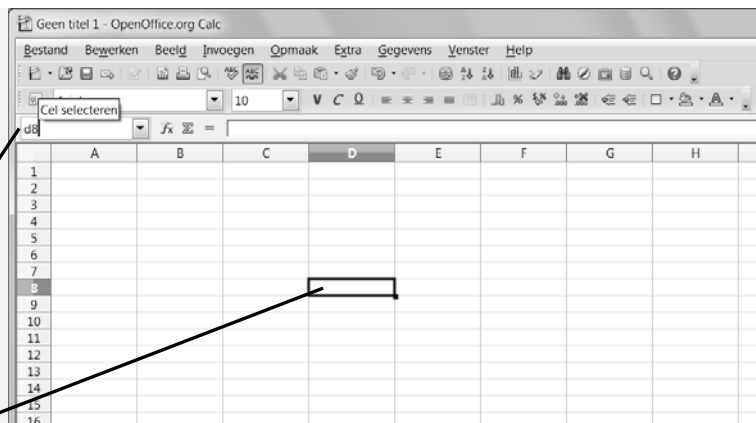 Geen titel 1 - OpenOffice.org Calc
Bestand Bewerken Beeld Invoegen Opmaak Extra Gegevens Venster Help
10 V C O
Cel selecteren
d8
A B C D E F G H
1
2
3
4
5
6
7
8
9
10
11
12
13
14
15
16